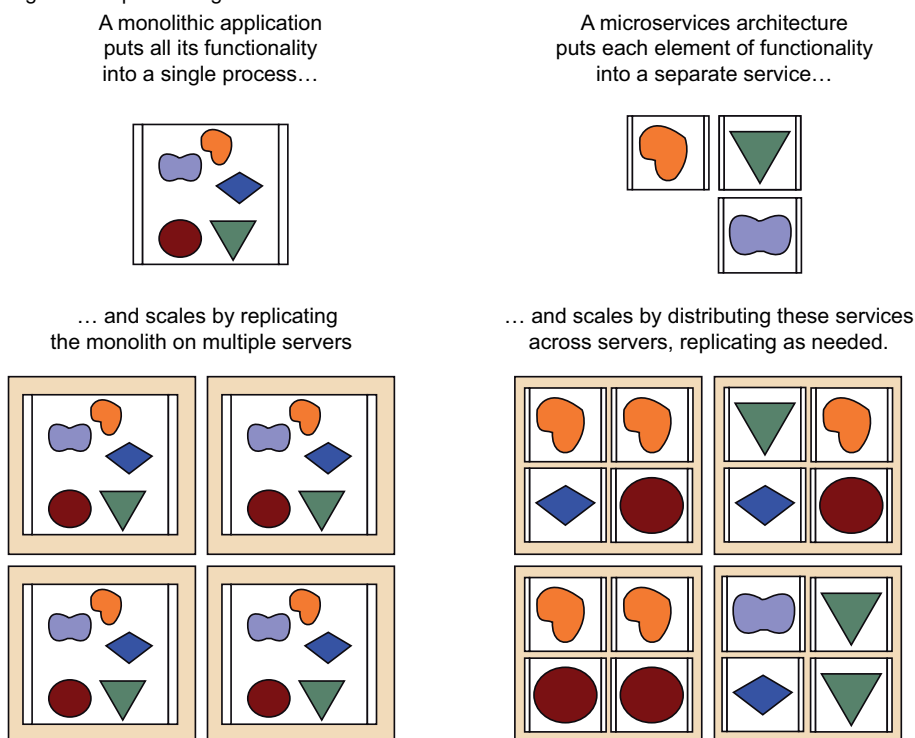 A monolithic application
puts all its functionality
into a single process…
A microservices architecture
puts each element of functionality
into a separate service…
… and scales by replicating
the monolith on multiple servers
… and scales by distributing these services
across servers, replicating as needed.